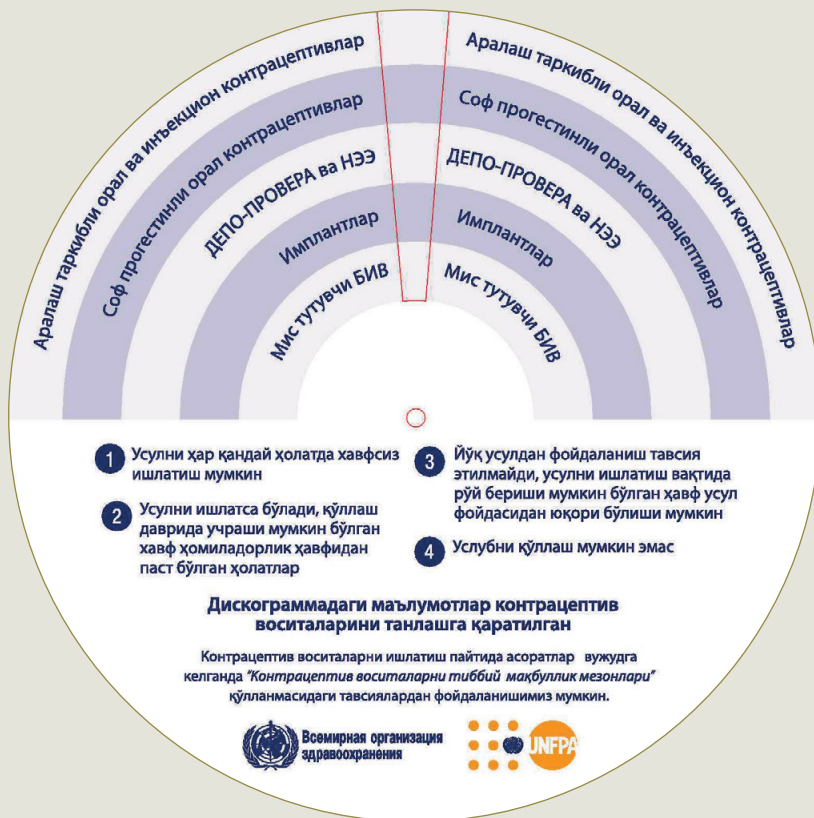 Аралаш таркибли орал ва инъекцион контрацептивлар
Соф прогестинли орал контрацептивлар
ДЕПО-ПРОВЕРА ва НЭЭ
Имплантлар
Мис тутувчи БИВ
Аралаш таркибли орал ва инъекцион контрацептивлар
Соф прогестинли орал контрацептивлар
ДЕПО-ПРОВЕРА ва НЭЭ
Имплантлар
Мис тутувчи БИВ
1 Усулни ҳар қандай ҳолатда хавфсиз
ишлатиш мумкин
2 Усулни ишлатса бўлади, қўллаш
даврида учраши мумкин бўлган
хавф ҳомиладорлик ҳавфидан
паст бўлган ҳолатлар
3 Йўқ усулдан фойдаланиш тавсия
этилмайди, усулни ишлатиш вақтида
рўй бериши мумкин бўлган ҳавф усул
фойдасидан юқори бўлиши мумкин
4 Услубни қўллаш мумкин эмас
Дискограммадаги маълумотлар контрацептив
воситаларини танлашга қаратилган
Контрацептив воситаларни ишлатиш пайтида асоратлар вужудга
келганда "Контрацептив воситаларни тиббий мақбуллик мезонлари"
қўлланмасидаги тавсиялардан фойдаланишимиз мумкин.
Всемирная организация
здравоохранения
UNFPA